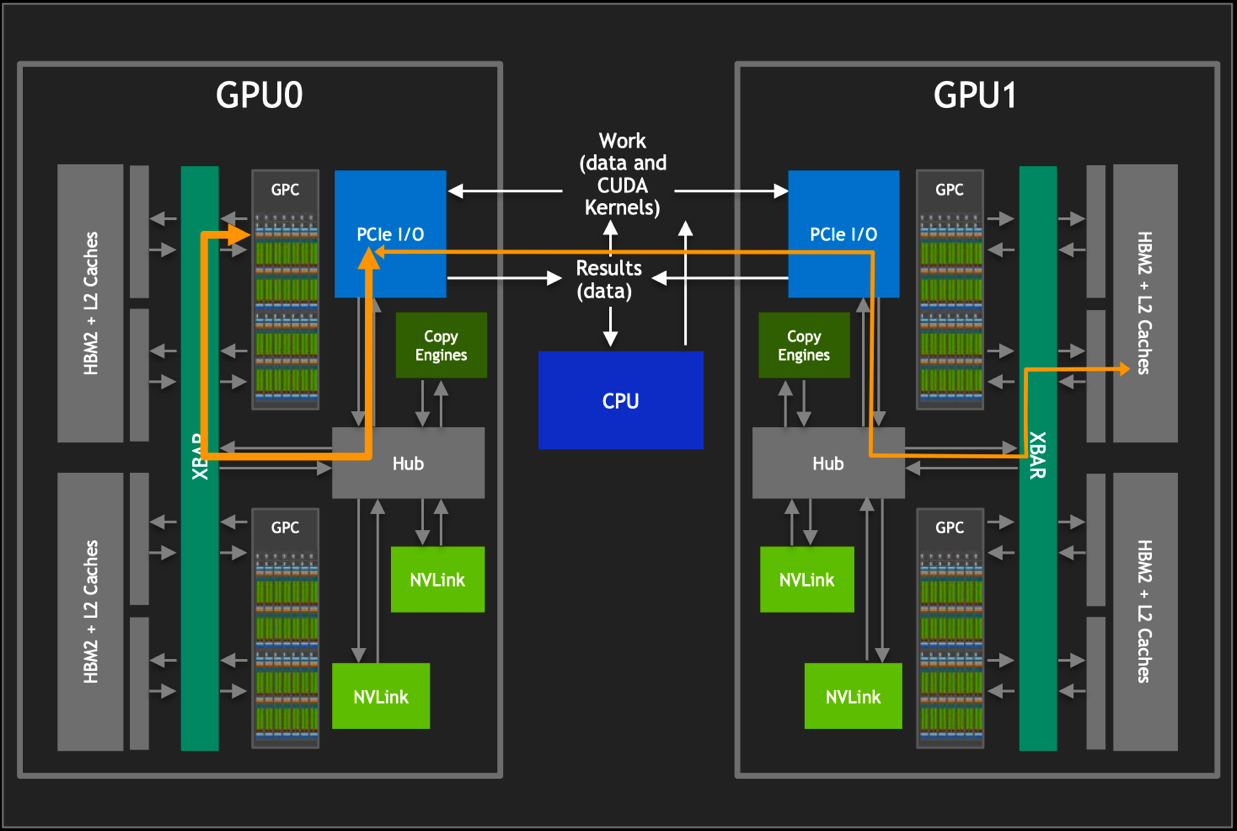 GPU0
GPU1
Work
(data and
CUDA
Kernels)
GPC
PCIe I/O
PCIe I/O
GPC
HBM2 + L2 Caches
Results
(data)
HBM2 + L2 Caches
Copy
Engines
Copy
Engines
CPU
XBAR
Hub
Hub
XBAR
GPC
GPC
HBM2 + L2 Caches
NVLink
NVLink
HBM2 + L2 Caches
NVLink
NVLink